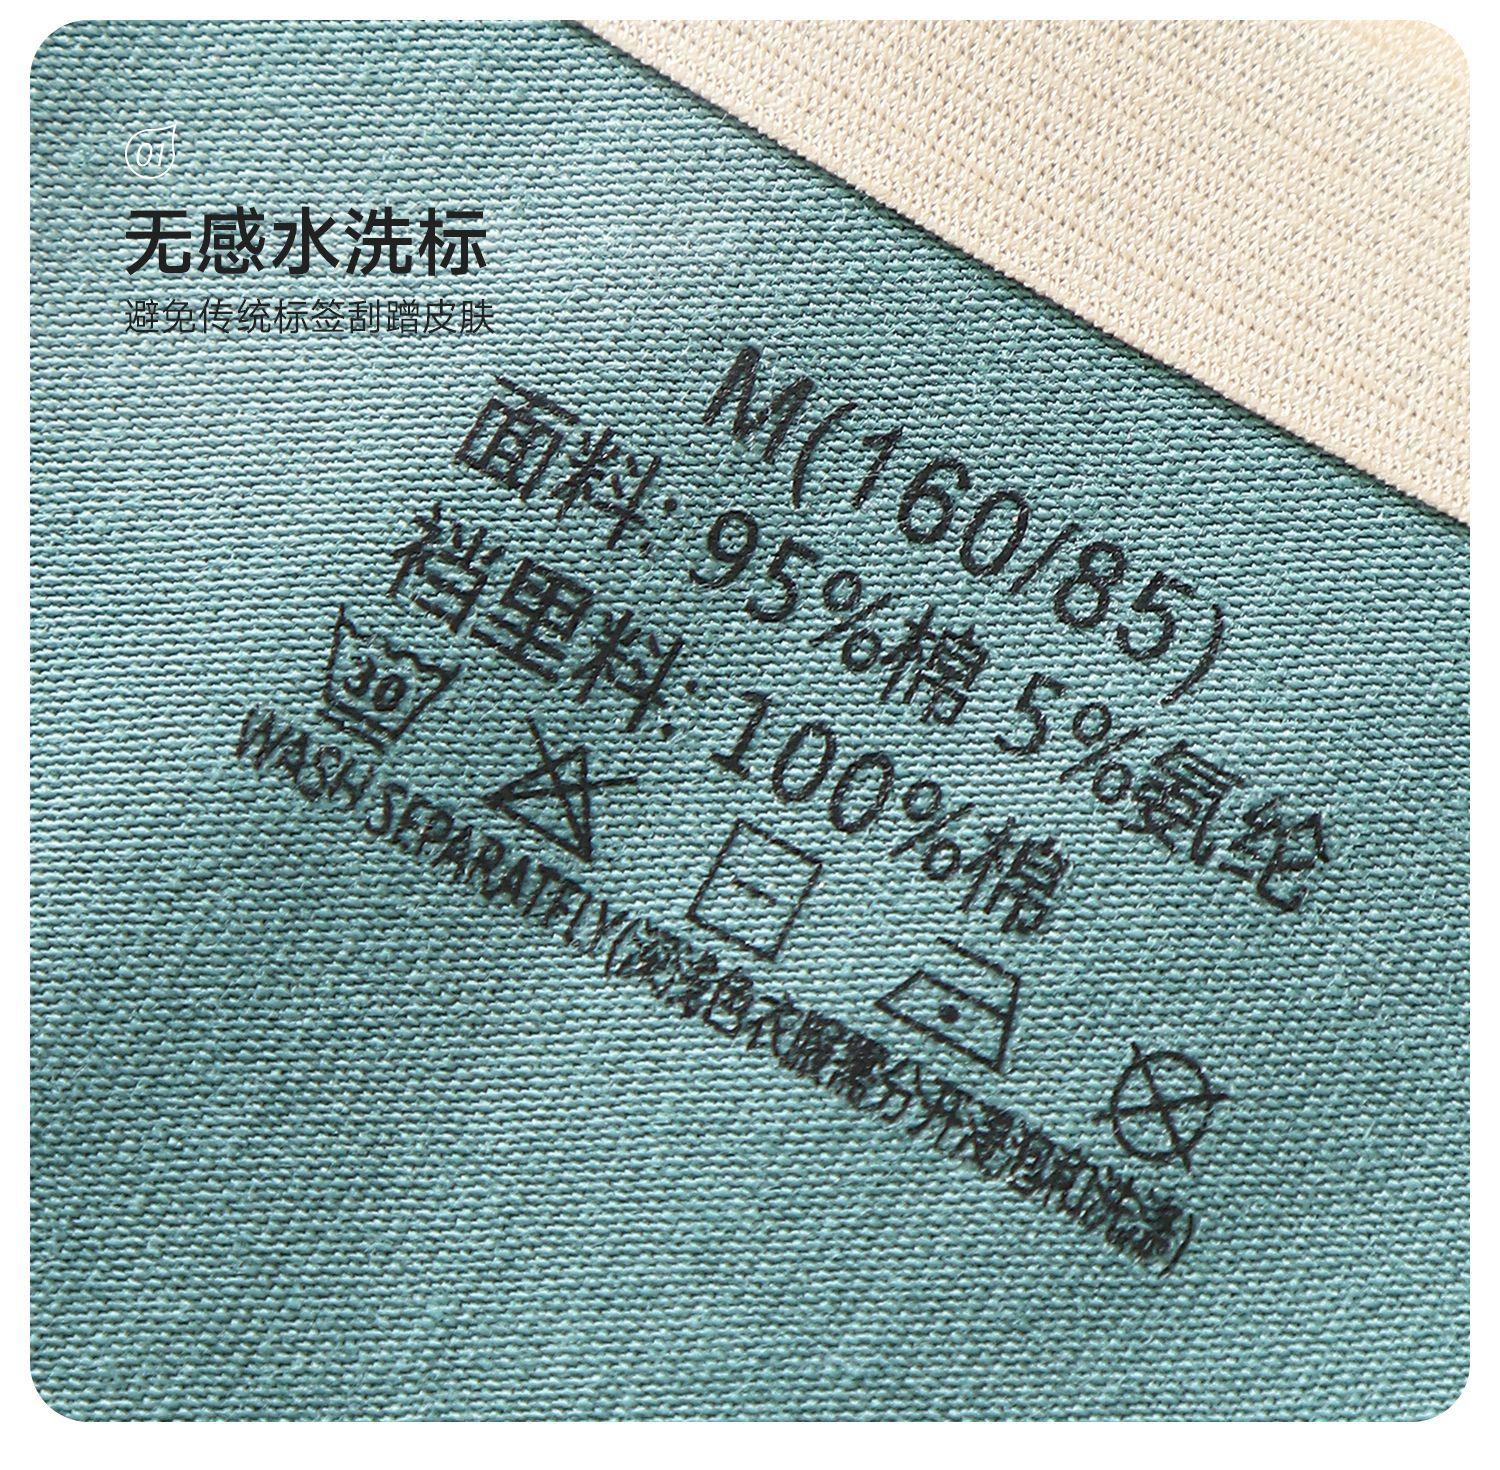 01
无感水洗标
避免传统标签刮蹭皮肤
M(160/85)
面料: 95%棉 5%氨纶
裆里料: 100%棉
30
WASH SEPARATELY(深浅色衣服需分开浸泡和洗涤)